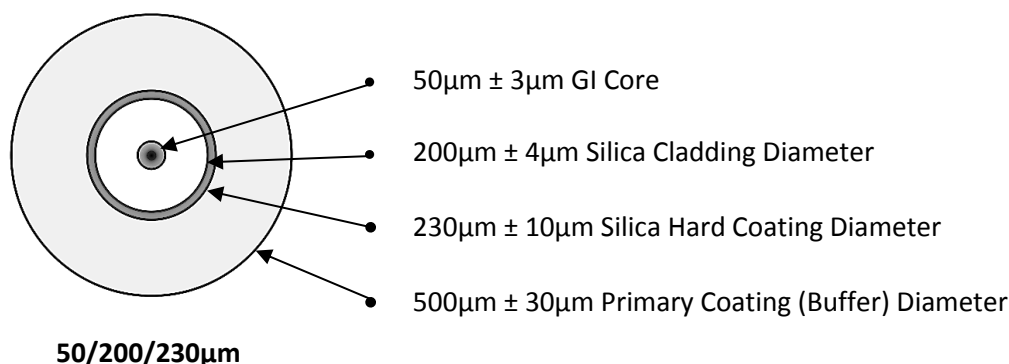 50µm ± 3µm GI Core
200µm ± 4µm Silica Cladding Diameter
230µm ± 10µm Silica Hard Coating Diameter
500µm ± 30µm Primary Coating (Buffer) Diameter
50/200/230µm